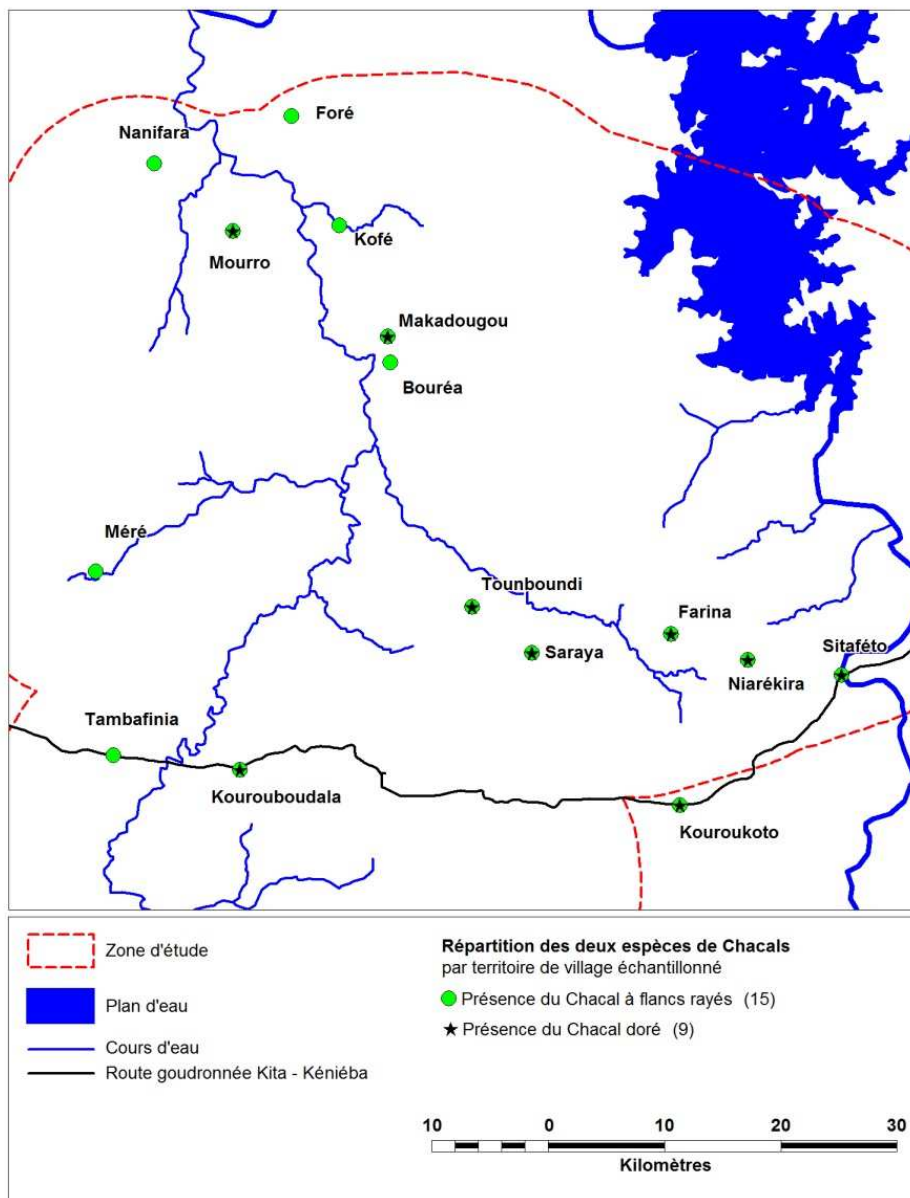 Foré
Nanifara
Kofé
Mourro
Makadougou
Bouréa
Méré
Tounboundi
Farina
Saraya
Sitaféto
Niarékira
Tambafinia
Kourouboudala
Kouroukoto
Zone d'étude
Plan d'eau
Cours d'eau
Route goudronnée Kita - Kéniéba
Répartition des deux espèces de Chacals
par territoire de village échantillonné
Présence du Chacal à flancs rayés (15)
Présence du Chacal doré (9)
10 0 10 20 30
Kilomètres